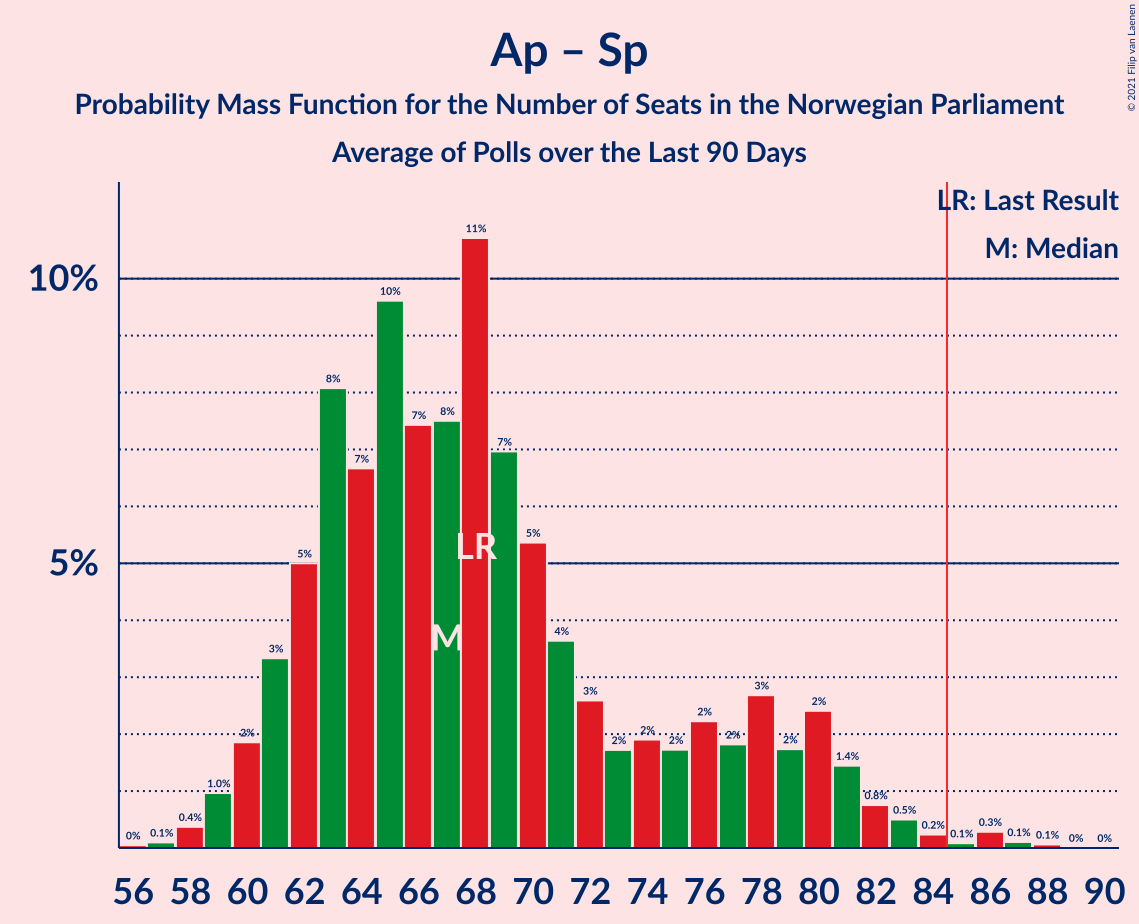 Ap – Sp
Probability Mass Function for the Number of Seats in the Norwegian Parliament
Average of Polls over the Last 90 Days
© 2021 Filip van Laenen
LR: Last Result
M: Median
10%
5%
0% 0.1% 0.4% 1.0% 2% 3% 5% 8% 7% 10% 7% 8% 11% 7% 5% 4% 3% 2% 2% 2% 2% 2% 3% 2% 2% 1.4% 0.8% 0.5% 0.2% 0.1% 0.3% 0.1% 0.1% 0% 0%
LR
M
56 58 60 62 64 66 68 70 72 74 76 78 80 82 84 86 88 90